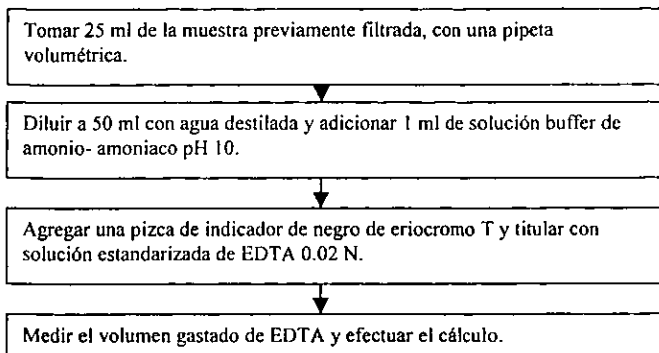 Tomar 25 ml de la muestra previamente filtrada, con una pipeta
volumétrica.
Diluir a 50 ml con agua destilada y adicionar 1 ml de solución buffer de
amonio- amoniaco pH 10.
Agregar una pizca de indicador de negro de eriocromo T y titular con
solución estandarizada de EDTA 0.02 N.
Medir el volumen gastado de EDTA y efectuar el cálculo.